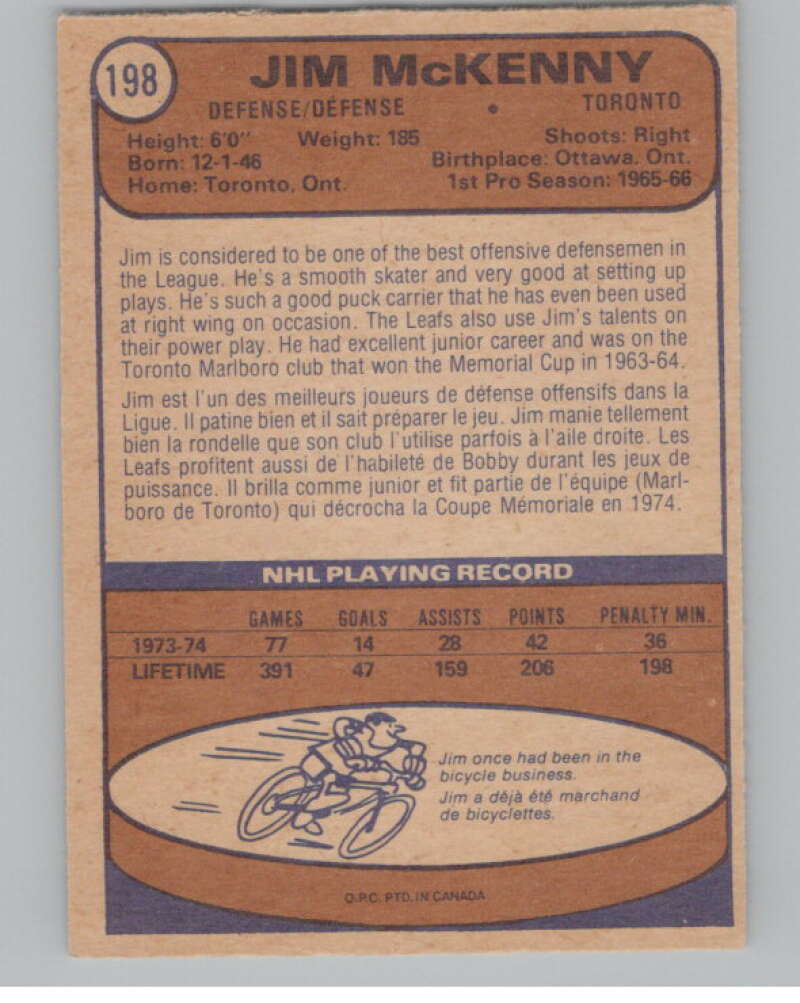 198
JIM McKENNY
DEFENSE/DÉFENSE • TORONTO
Height: 6'0" Weight: 185 Shoots: Right
Born: 12-1-46 Birthplace: Ottawa. Ont.
Home: Toronto, Ont. 1st Pro Season: 1965-66
Jim is considered to be one of the best offensive defensemen in
the League. He's a smooth skater and very good at setting up
plays. He's such a good puck carrier that he has even been used
at right wing on occasion. The Leafs also use Jim's talents on
their power play. He had excellent junior career and was on the
Toronto Marlboro club that won the Memorial Cup in 1963-64.
Jim est l'un des meilleurs joueurs de défense offensifs dans la
Ligue. Il patine bien et il sait préparer le jeu. Jim manie tellement
bien la rondelle que son club l'utilise parfois à l'aile droite. Les
Leafs profitent aussi de l'habileté de Bobby durant les jeux de
puissance. Il brilla comme junior et fit partie de l'équipe (Marl-
boro de Toronto) qui décrocha la Coupe Mémoriale en 1974.
NHL PLAYING RECORD
GAMES GOALS ASSISTS POINTS PENALTY MIN.
1973-74 77 14 28 42 36
LIFETIME 391 47 159 206 198
Jim once had been in the
bicycle business.
Jim a déjà été marchand
de bicyclettes.
O.P.C. PTD. IN CANADA